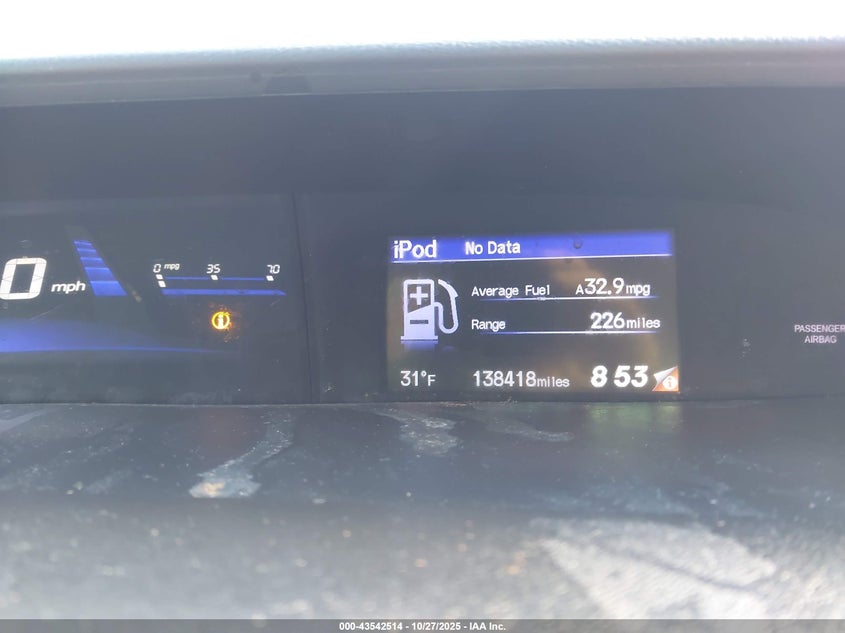 0 mph
0 mpg 35 70
iPod No Data
Average Fuel A32.9mpg
Range 226miles
31°F 138418miles 8 53
PASSENGER
AIRBAG
000-43542514 | 10/27/2025 - IAA Inc.